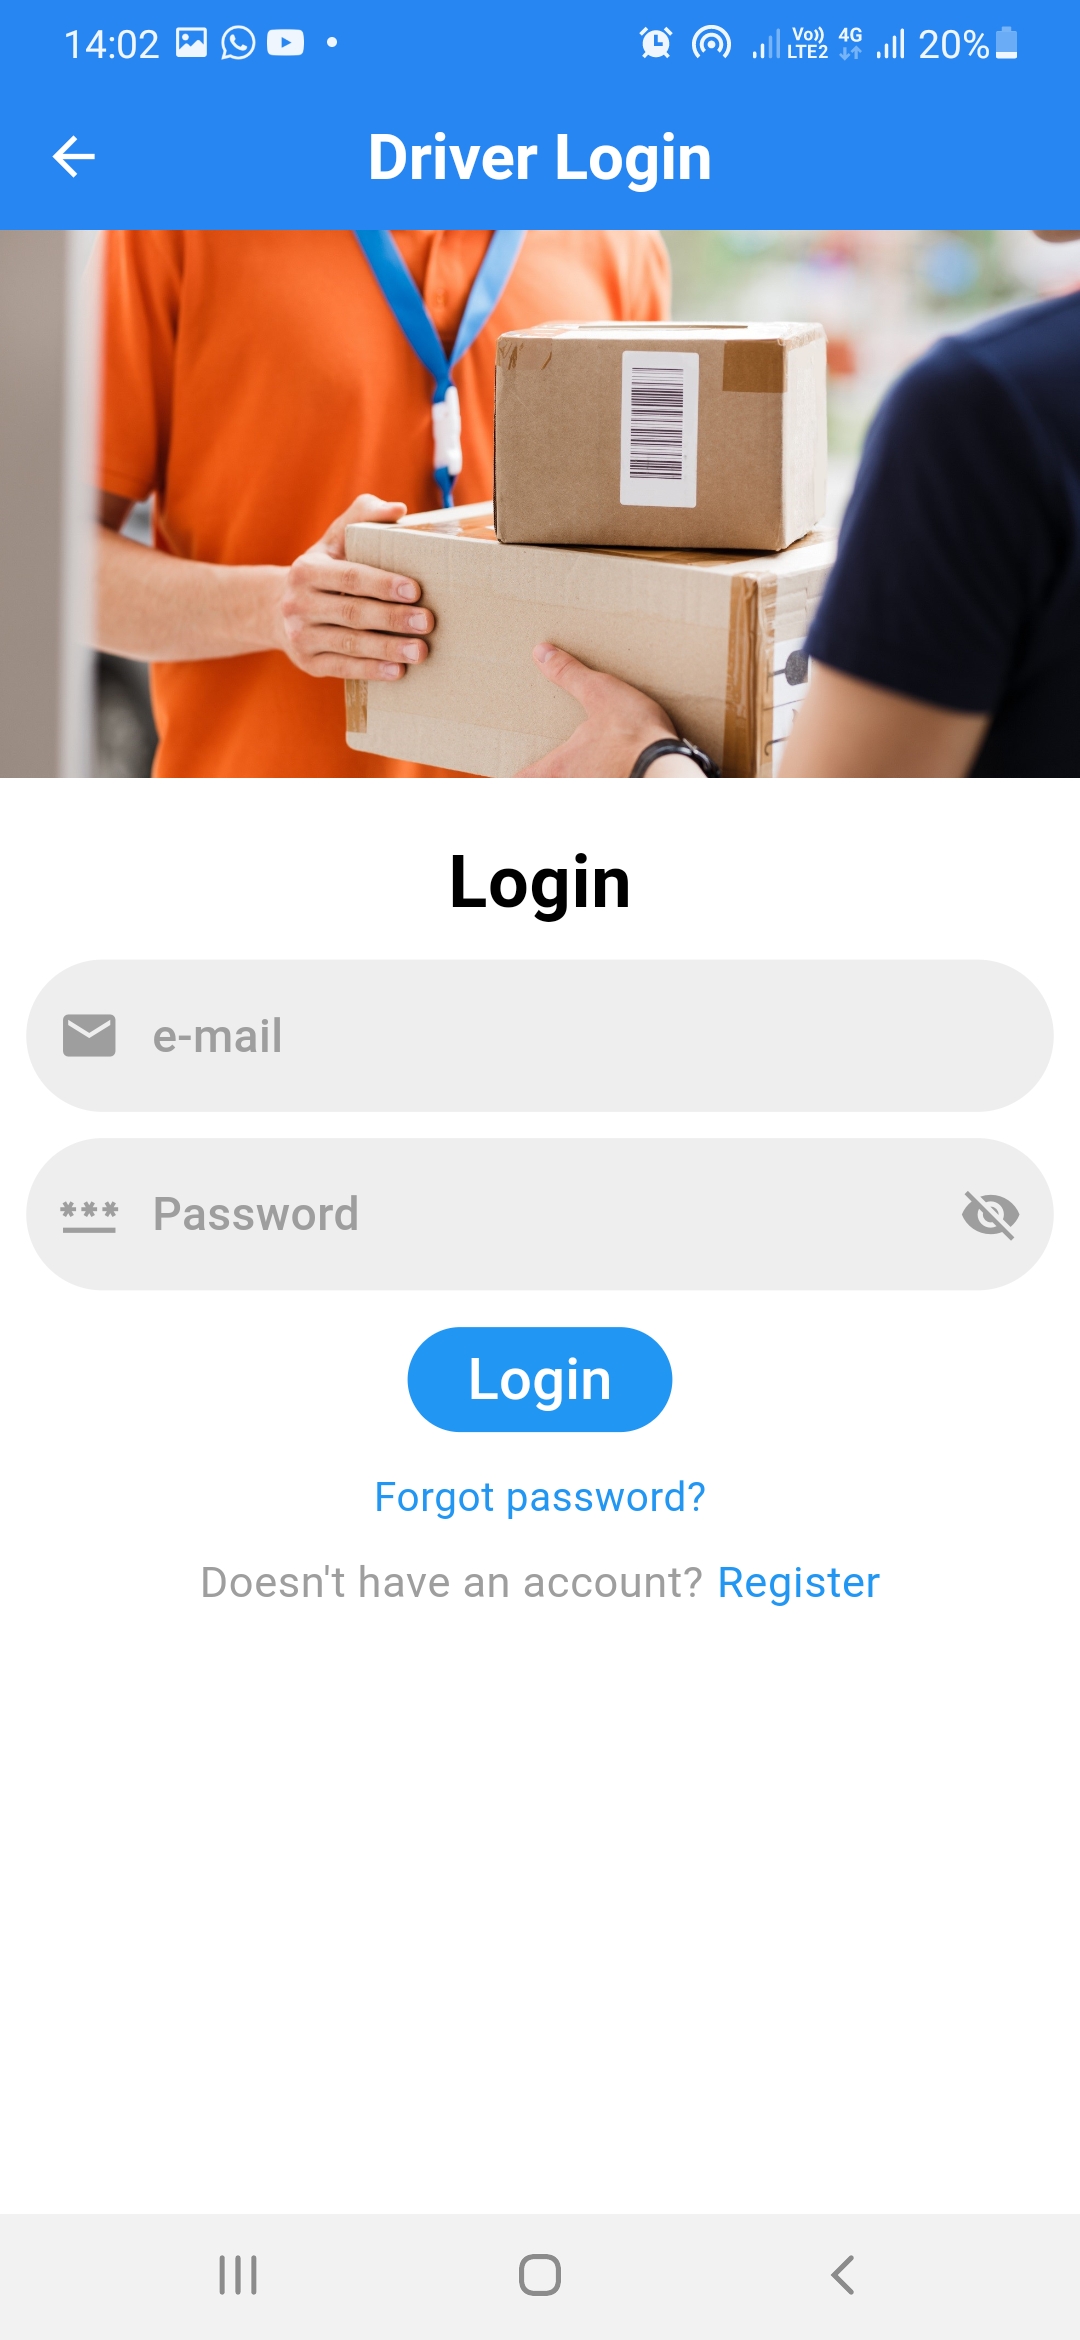 14:02 Vo)) LTE2 4G 20%
Driver Login
Login
e-mail
*** Password
Login
Forgot password?
Doesn't have an account? Register